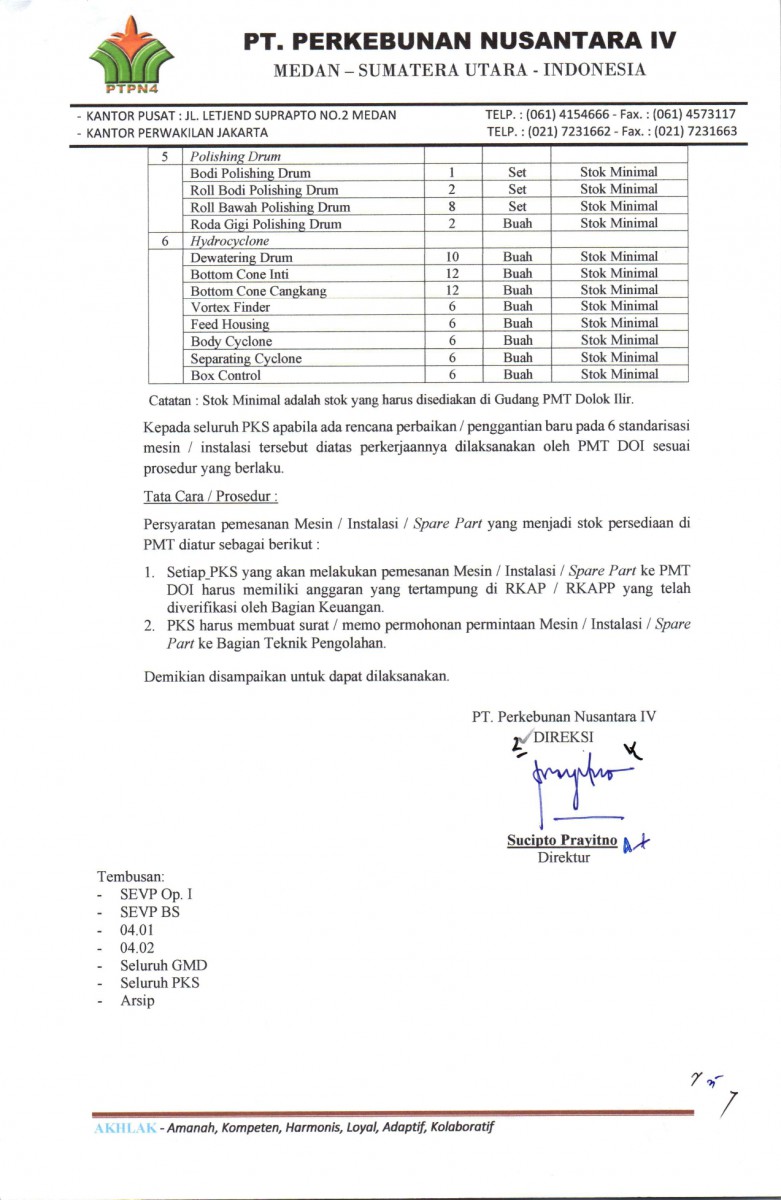 PTPN4
PT. PERKEBUNAN NUSANTARA IV
MEDAN – SUMATERA UTARA - INDONESIA
- KANTOR PUSAT : JL. LETJEND SUPRAPTO NO.2 MEDAN TELP. : (061) 4154666 - Fax. : (061) 4573117
- KANTOR PERWAKILAN JAKARTA TELP. : (021) 7231662 - Fax. : (021) 7231663
5 Polishing Drum
Bodi Polishing Drum 1 Set Stok Minimal
Roll Bodi Polishing Drum 2 Set Stok Minimal
Roll Bawah Polishing Drum 8 Set Stok Minimal
Roda Gigi Polishing Drum 2 Buah Stok Minimal
6 Hydrocyclone
Dewatering Drum 10 Buah Stok Minimal
Bottom Cone Inti 12 Buah Stok Minimal
Bottom Cone Cangkang 12 Buah Stok Minimal
Vortex Finder 6 Buah Stok Minimal
Feed Housing 6 Buah Stok Minimal
Body Cyclone 6 Buah Stok Minimal
Separating Cyclone 6 Buah Stok Minimal
Box Control 6 Buah Stok Minimal
Catatan : Stok Minimal adalah stok yang harus disediakan di Gudang PMT Dolok Ilir.
Kepada seluruh PKS apabila ada rencana perbaikan / penggantian baru pada 6 standarisasi
mesin / instalasi tersebut diatas perkerjaannya dilaksanakan oleh PMT DOI sesuai
prosedur yang berlaku.
Tata Cara / Prosedur :
Persyaratan pemesanan Mesin / Instalasi / Spare Part yang menjadi stok persediaan di
PMT diatur sebagai berikut :
1. Setiap PKS yang akan melakukan pemesanan Mesin / Instalasi / Spare Part ke PMT
DOI harus memiliki anggaran yang tertampung di RKAP / RKAPP yang telah
diverifikasi oleh Bagian Keuangan.
2. PKS harus membuat surat / memo permohonan permintaan Mesin / Instalasi / Spare
Part ke Bagian Teknik Pengolahan.
Demikian disampaikan untuk dapat dilaksanakan.
PT. Perkebunan Nusantara IV
DIREKSI
Sucipto Prayitno
Direktur
Tembusan:
- SEVP Op. I
- SEVP BS
- 04.01
- 04.02
- Seluruh GMD
- Seluruh PKS
- Arsip
AKHLAK - Amanah, Kompeten, Harmonis, Loyal, Adaptif, Kolaboratif